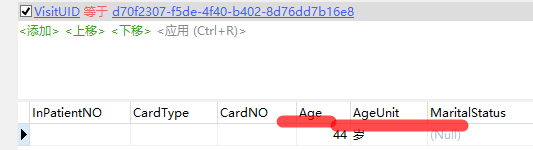 VisitUID 等于 d70f2307-f5de-4f40-b402-8d76dd7b16e8
<添加> <上移> <下移> <应用 (Ctrl+R)>
InPatientNO CardType CardNO Age AgeUnit MaritalStatus
44 岁 (Null)